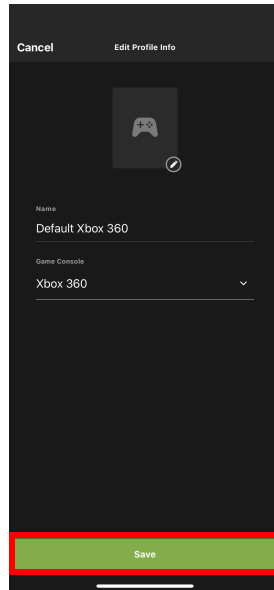 Cancel Edit Profile Info
Name
Default Xbox 360
Game Console
Xbox 360
Save